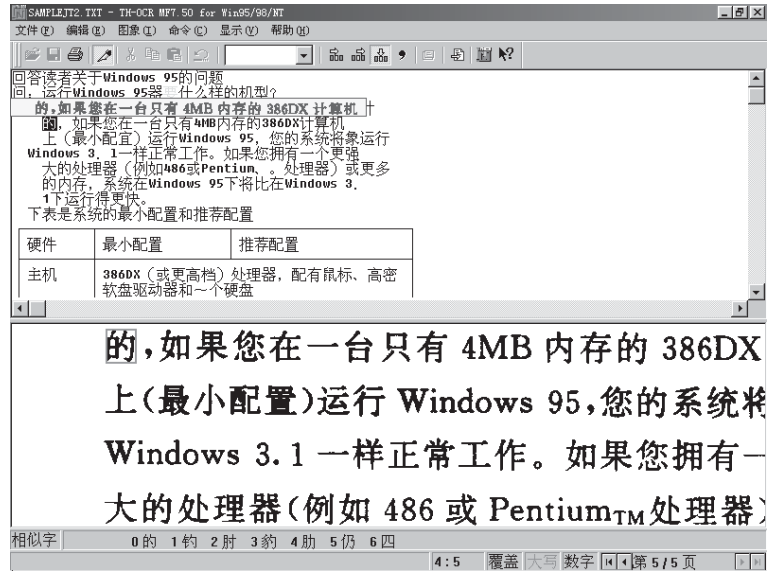 SAMPLEJT2.TXT - TH-OCR MF7.50 for Win95/98/NT
文件(F) 编辑(E) 图象(I) 命令(C) 显示(V) 帮助(H)
回答读者关于Windows 95的问题
问：运行Windows 95器 什么样的机型?
的,如果您在一台只有 4MB 内存的 386DX 计算机
的, 如果您在一台只有4MB内存的386DX计算机
上（最小配宜）运行Windows 95, 您的系统将象运行
Windows 3. 1一样正常工作。如果您拥有一个更强
大的处理器（例如486或Pentium、。处理器）或更多
的内存, 系统在Windows 95下将比在Windows 3.
1下运行得更快。
下表是系统的最小配置和推荐配置
硬件 最小配置 推荐配置
主机 386DX（或更高档）处理器, 配有鼠标、高密
软盘驱动器和～个硬盘
的,如果您在一台只有 4MB 内存的 386DX
上(最小配置)运行 Windows 95,您的系统将
Windows 3.1 一样正常工作。如果您拥有一
大的处理器(例如 486 或 PentiumTM处理器)
相似字 0的 1钓 2肘 3豹 4肋 5仍 6四
4:5 覆盖 大写 数字 第 5/5 页